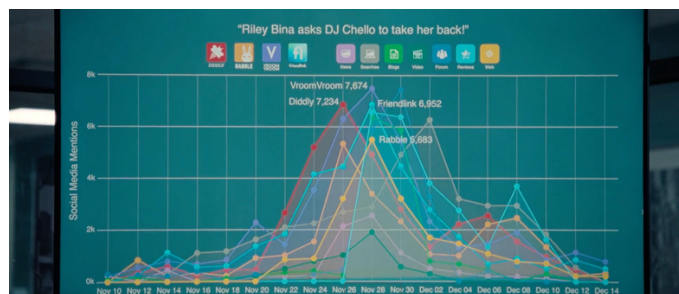 "Riley Bina asks DJ Chello to take her back!"
DIDDLY RABBLE VROOM VROOM friendlink News Searches Blogs Video Forum Reviews Web
8k
VroomVroom 7,674
Diddly 7,234
Friendlink 6,952
6k
Rabble 5,683
4k
2k
0k
Social Media Mentions
Nov 10 Nov 12 Nov 14 Nov 16 Nov 18 Nov 20 Nov 22 Nov 24 Nov 26 Nov 28 Nov 30 Dec 02 Dec 04 Dec 06 Dec 08 Dec 10 Dec 12 Dec 14